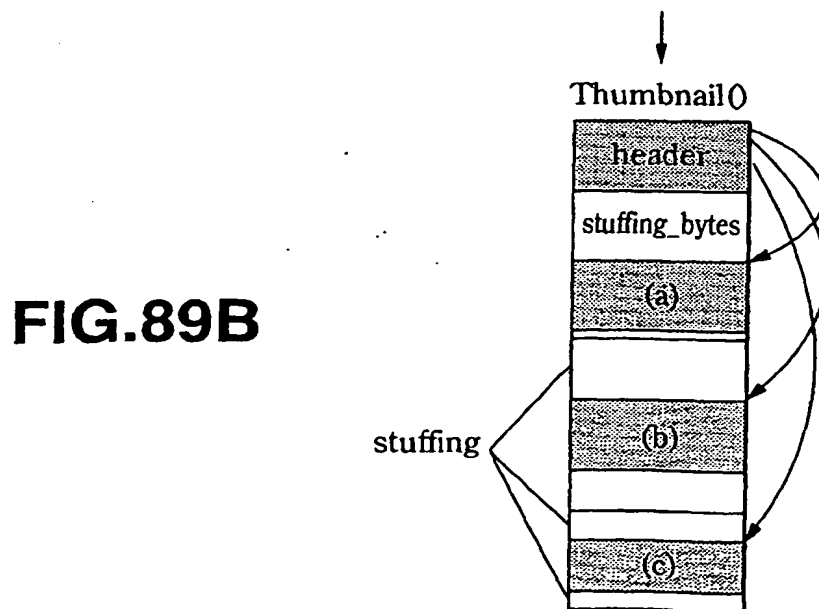 Thumbnail()
header
stuffing_bytes
(a)
FIG.89B
(b)
stuffing
(c)